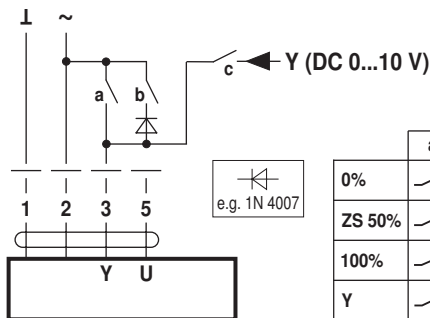 ⊥ ~
a b c Y (DC 0...10 V)
1 2 3 5
Y U
e.g. 1N 4007
0%
ZS 50%
100%
Y